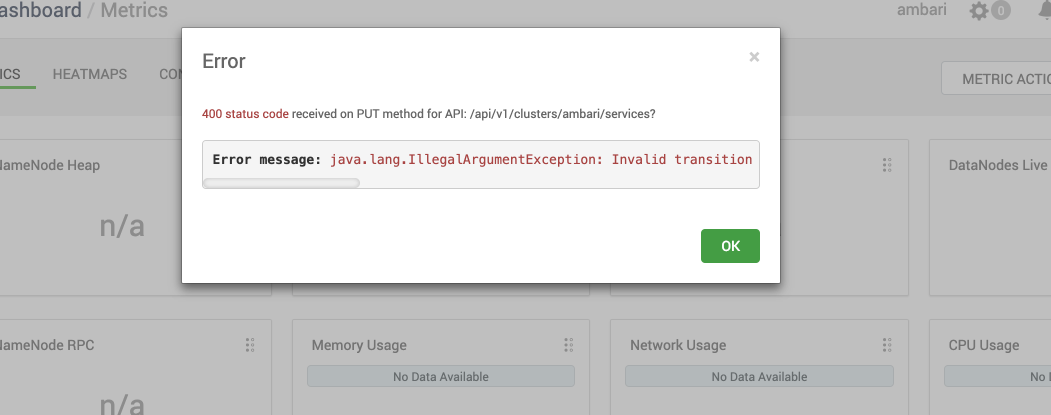 ashboard / Metrics
ambari
0
Error
×
ICS
HEATMAPS
CON
METRIC ACTIO
400 status code received on PUT method for API: /api/v1/clusters/ambari/services?
Error message: java.lang.IllegalArgumentException: Invalid transition
NameNode Heap
DataNodes Live
n/a
OK
NameNode RPC
Memory Usage
Network Usage
CPU Usage
No Data Available
No Data Available
No
n/a